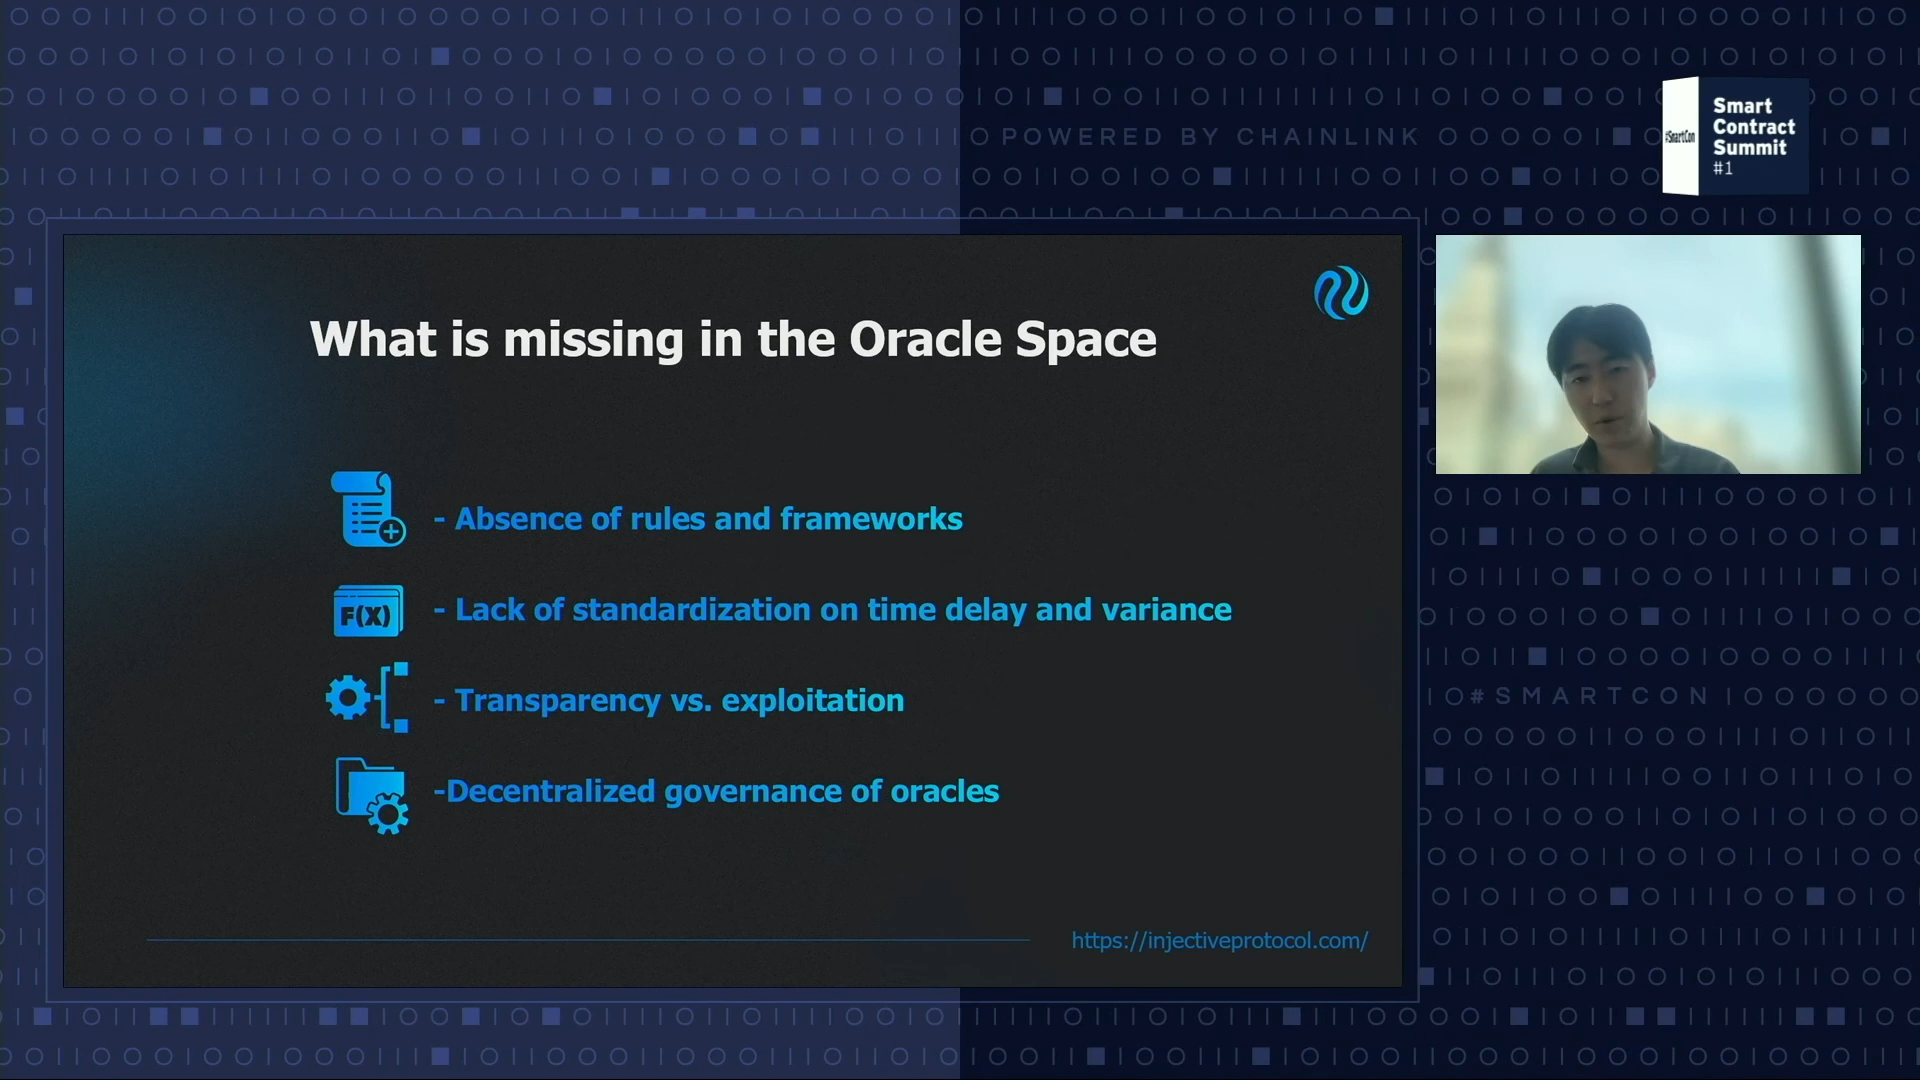 POWERED BY CHAINLINK
#SmartCon
Smart
Contract
Summit
#1
What is missing in the Oracle Space
- Absence of rules and frameworks
F(X)
- Lack of standardization on time delay and variance
- Transparency vs. exploitation
-Decentralized governance of oracles
https://injectiveprotocol.com/
#SMARTCON